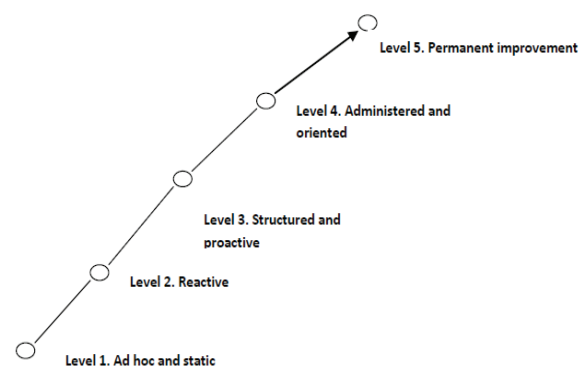 Level 5. Permanent improvement
Level 4. Administered and
oriented
Level 3. Structured and
proactive
Level 2. Reactive
Level 1. Ad hoc and static